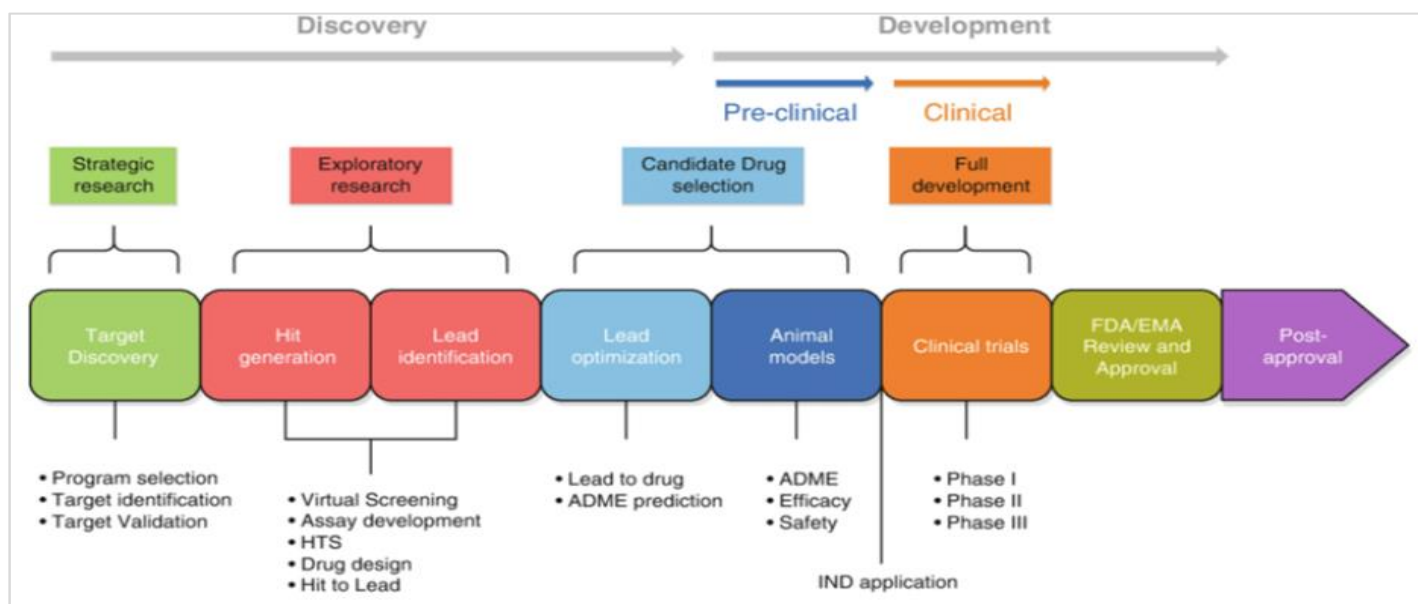 Discovery
Development
Pre-clinical
Clinical
Strategic
research
Exploratory
research
Candidate Drug
selection
Full
development
Target
Discovery
Hit
generation
Lead
identification
Lead
optimization
Animal
models
Clinical trials
FDA/EMA
Review and
Approval
Post-
approval
• Program selection
• Target identification
• Target Validation
• Virtual Screening
• Assay development
• HTS
• Drug design
• Hit to Lead
• Lead to drug
• ADME prediction
• ADME
• Efficacy
• Safety
• Phase I
• Phase II
• Phase III
IND application